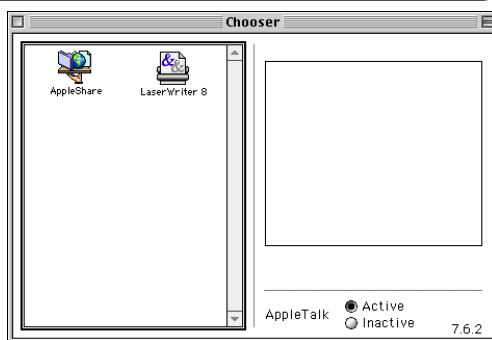 Chooser
AppleShare LaserWriter 8
AppleTalk
Active
Inactive
7.6.2